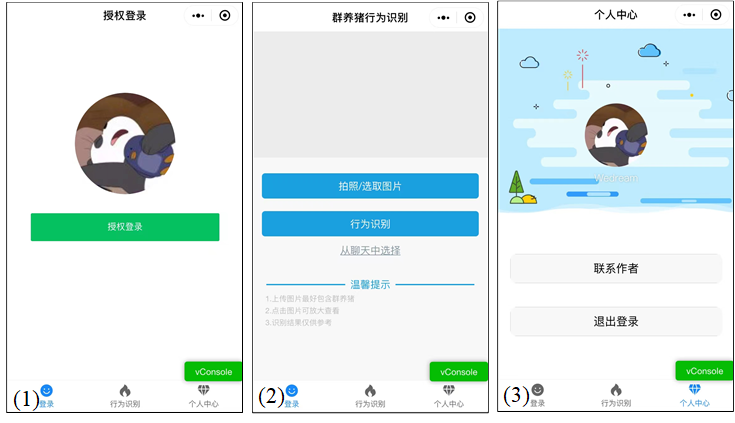 授权登录
授权登录
vConsole
(1)
登录
行为识别
个人中心
群养猪行为识别
拍照/选取图片
行为识别
从聊天中选择
温馨提示
1.上传图片最好包含群养猪
2.点击图片可放大查看
3.识别结果仅供参考
vConsole
(2)
登录
行为识别
个人中心
个人中心
联系作者
退出登录
vConsole
(3)
登录
行为识别
个人中心